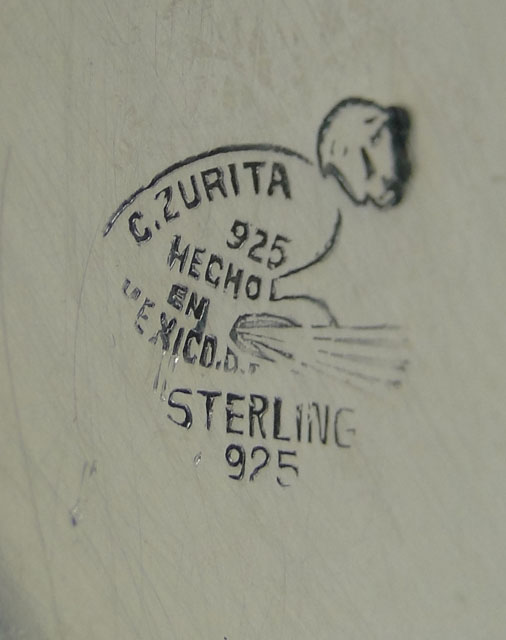 C. ZURITA
925
HECHO
EN
MEXICO.D.F
STERLING
925